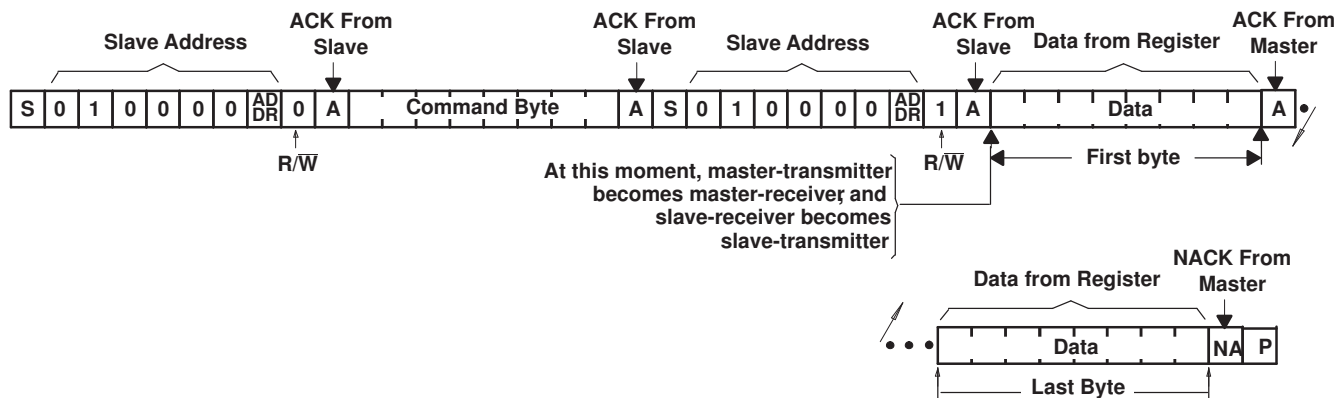 ACK From
Slave
ACK From
Slave
ACK From
Slave
ACK From
Master
Slave Address
Slave Address
Data from Register
S 0 1 0 0 0 0 AD DR 0 A Command Byte A S 0 1 0 0 0 0 AD DR 1 A Data A
R/W̅
R/W̅
First byte
At this moment, master-transmitter
becomes master-receiver, and
slave-receiver becomes
slave-transmitter
Data from Register
NACK From
Master
Data NA P
Last Byte